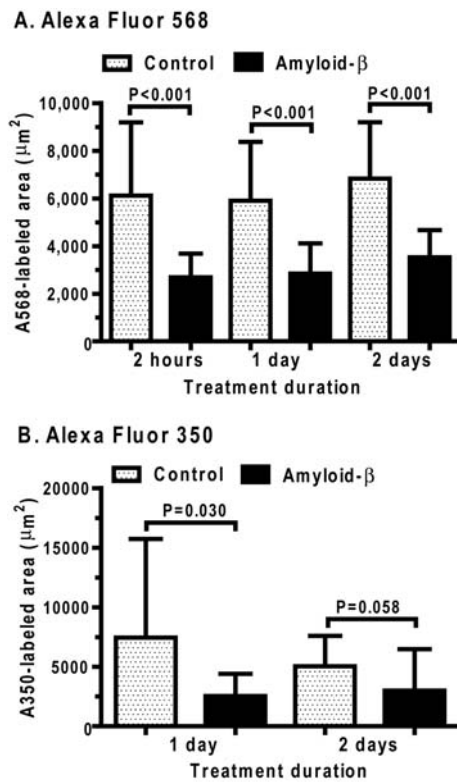 A. Alexa Fluor 568
Control Amyloid-β
P<0.001
P<0.001
P<0.001
10,000
8,000
6,000
4,000
2,000
0
A568-labeled area (μm²)
2 hours 1 day 2 days
Treatment duration
B. Alexa Fluor 350
Control Amyloid-β
P=0.030
P=0.058
20000
15000
10000
5000
0
A350-labeled area (μm²)
1 day 2 days
Treatment duration